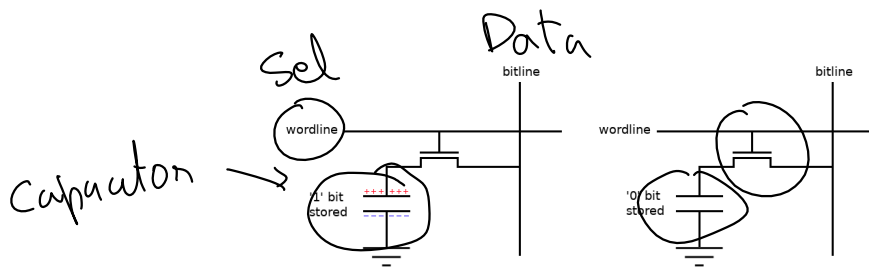 Data
Sel
bitline
bitline
wordline
wordline
Capacitor
+++++++
'1' bit
stored
'0' bit
stored